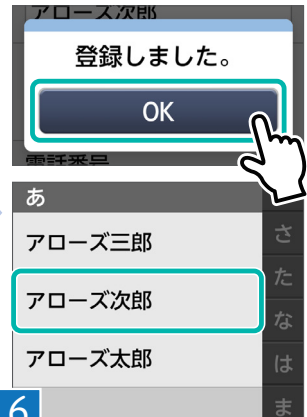 アローズ次郎
登録しました。
OK
電話番号
あ
アローズ三郎
さ
た
アローズ次郎
な
アローズ太郎
は
ま
6